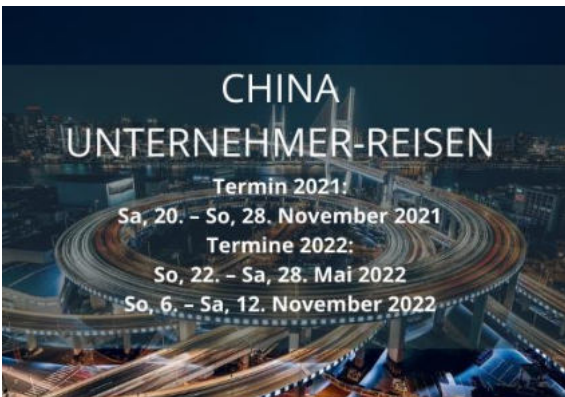 CHINA
UNTERNEHMER-REISEN
Termin 2021:
Sa, 20. – So, 28. November 2021
Termine 2022:
So, 22. – Sa, 28. Mai 2022
So, 6. – Sa, 12. November 2022